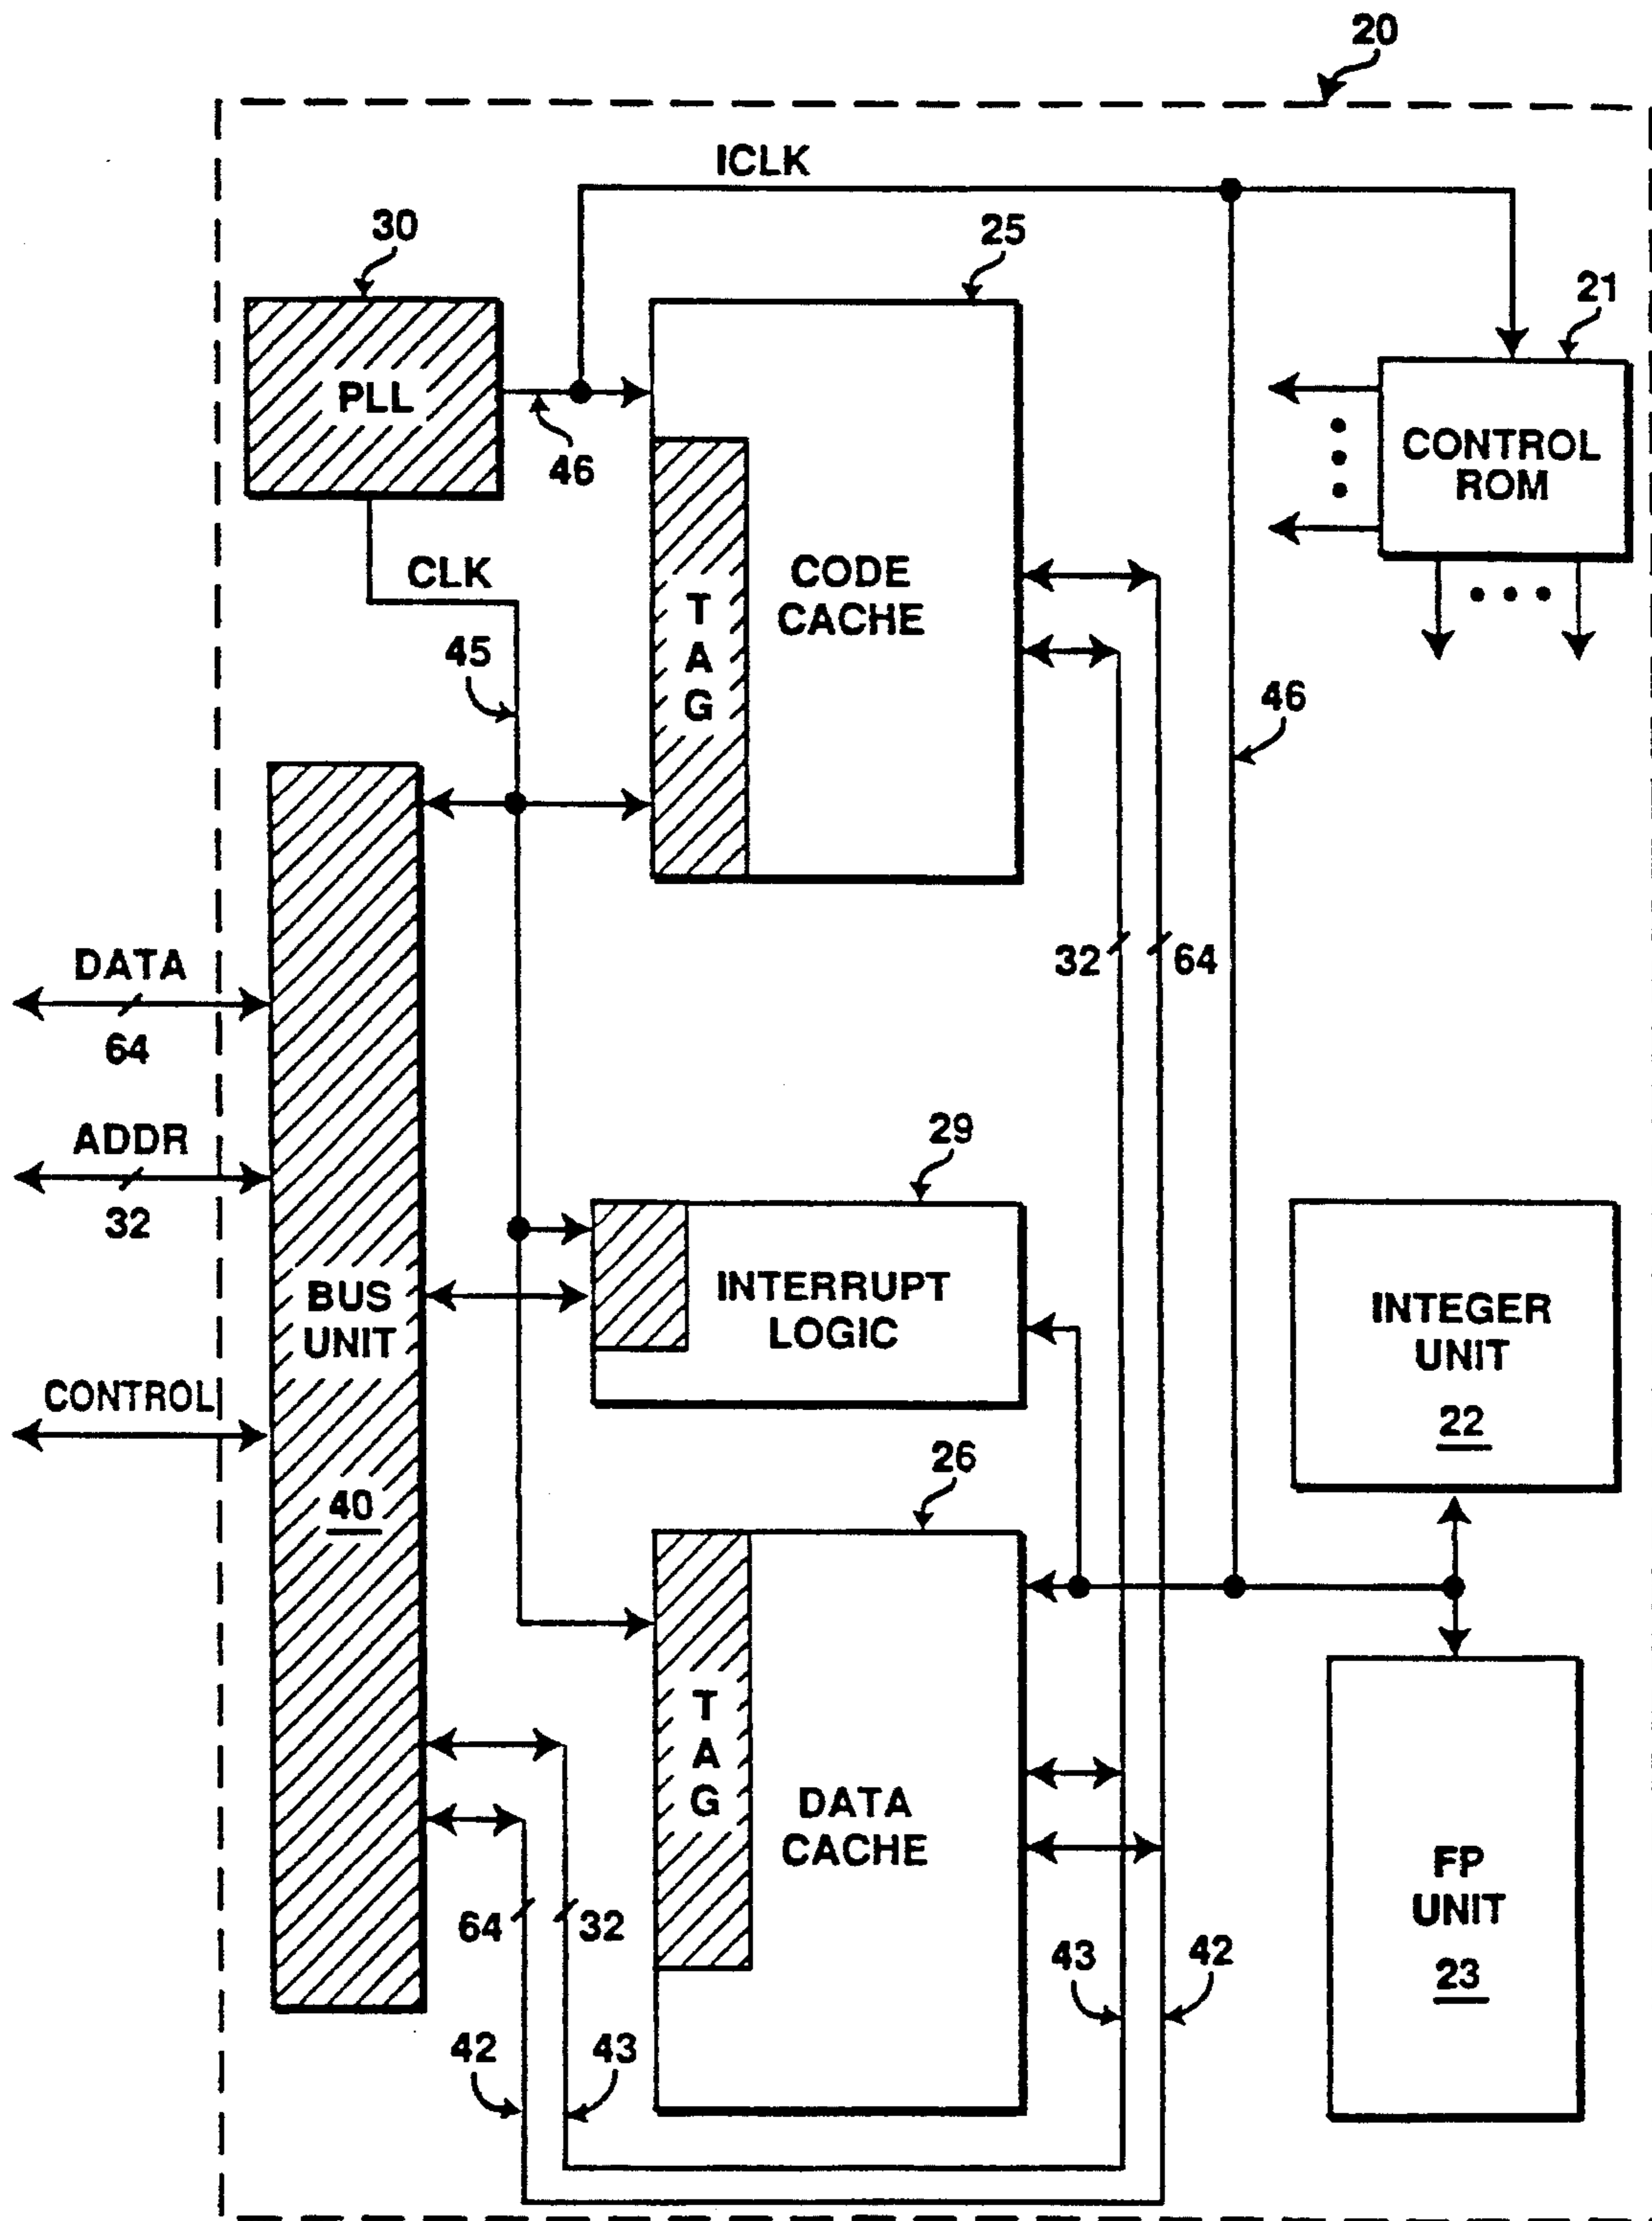 20
ICLK
30
25
21
PLL
46
CONTROL
ROM
CLK
CODE
CACHE
T
A
G
45
46
DATA
64
32
64
ADDR
32
29
BUS
UNIT
40
INTERRUPT
LOGIC
INTEGER
UNIT
22
CONTROL
26
T
A
G
DATA
CACHE
FP
UNIT
23
64
32
43
42
42
43